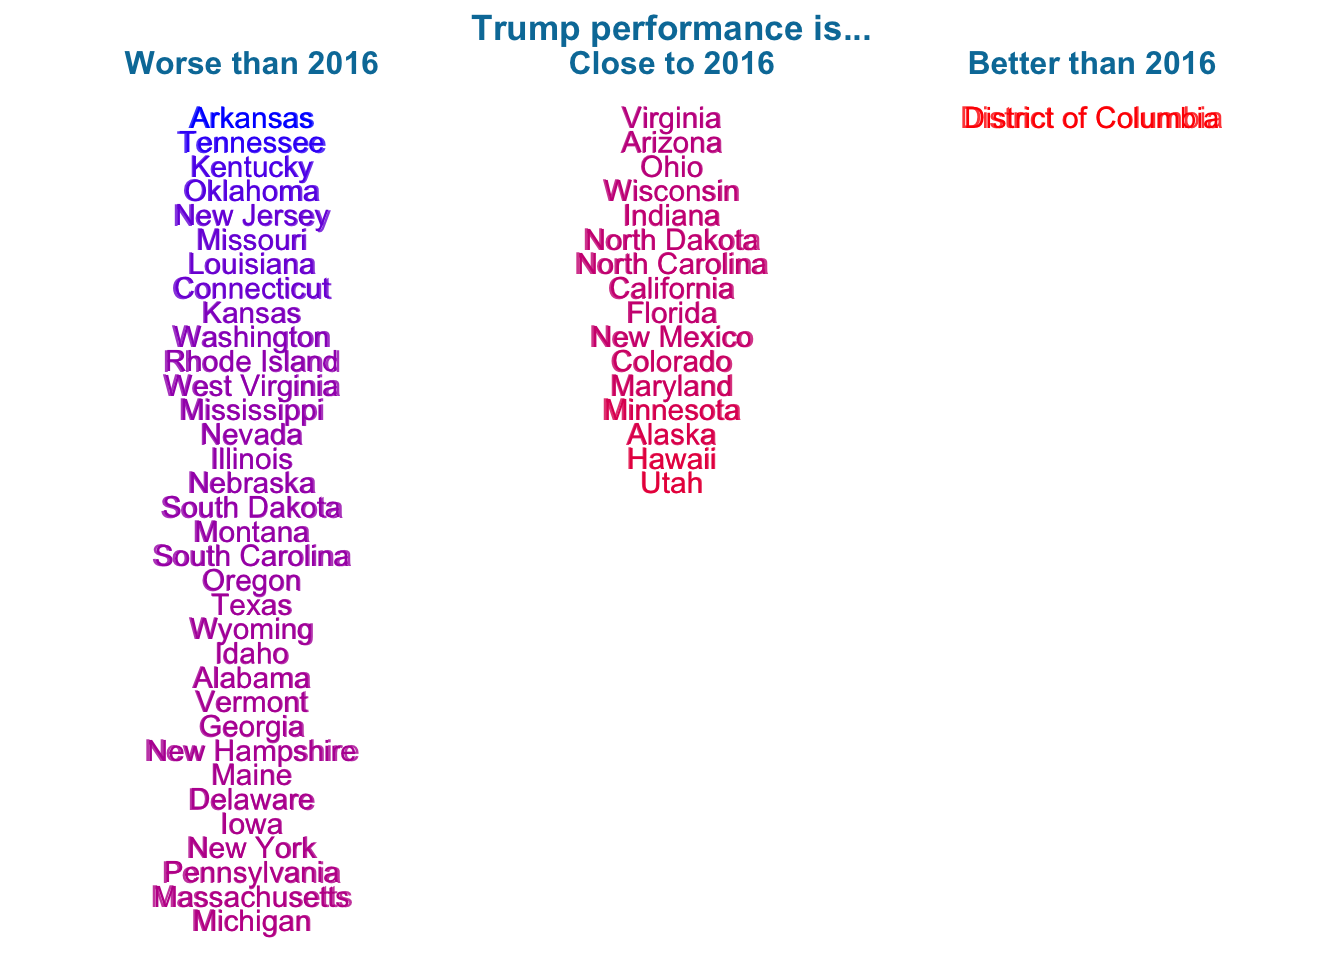 Trump performance is...
Worse than 2016
Close to 2016
Better than 2016
Arkansas
Tennessee
Kentucky
Oklahoma
New Jersey
Missouri
Louisiana
Connecticut
Kansas
Washington
Rhode Island
West Virginia
Mississippi
Nevada
Illinois
Nebraska
South Dakota
Montana
South Carolina
Oregon
Texas
Wyoming
Idaho
Alabama
Vermont
Georgia
New Hampshire
Maine
Delaware
Iowa
New York
Pennsylvania
Massachusetts
Michigan
Virginia
Arizona
Ohio
Wisconsin
Indiana
North Dakota
North Carolina
California
Florida
New Mexico
Colorado
Maryland
Minnesota
Alaska
Hawaii
Utah
District of Columbia